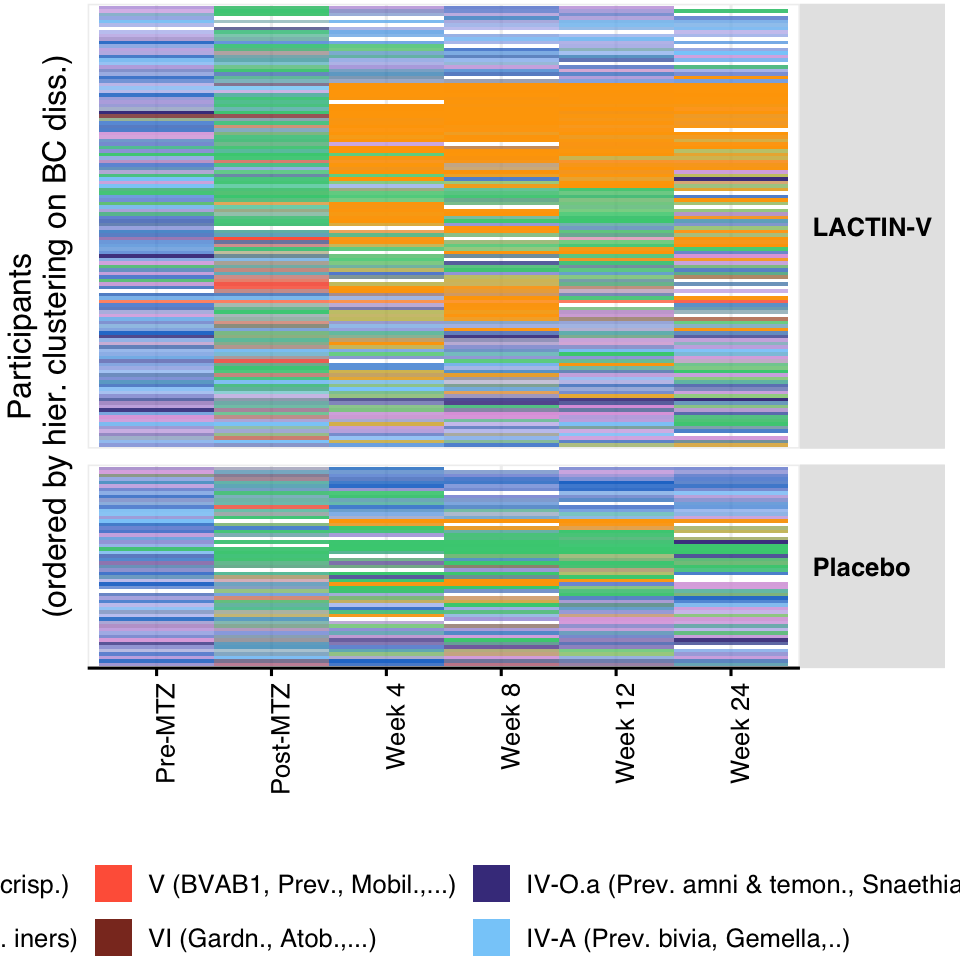 Participants
(ordered by hier. clustering on BC diss.)
LACTIN-V
Placebo
Pre-MTZ
Post-MTZ
Week 4
Week 8
Week 12
Week 24
crisp.)
V (BVAB1, Prev., Mobil.,...)
IV-O.a (Prev. amni & temon., Snaethia
. iners)
VI (Gardn., Atob.,...)
IV-A (Prev. bivia, Gemella,..)